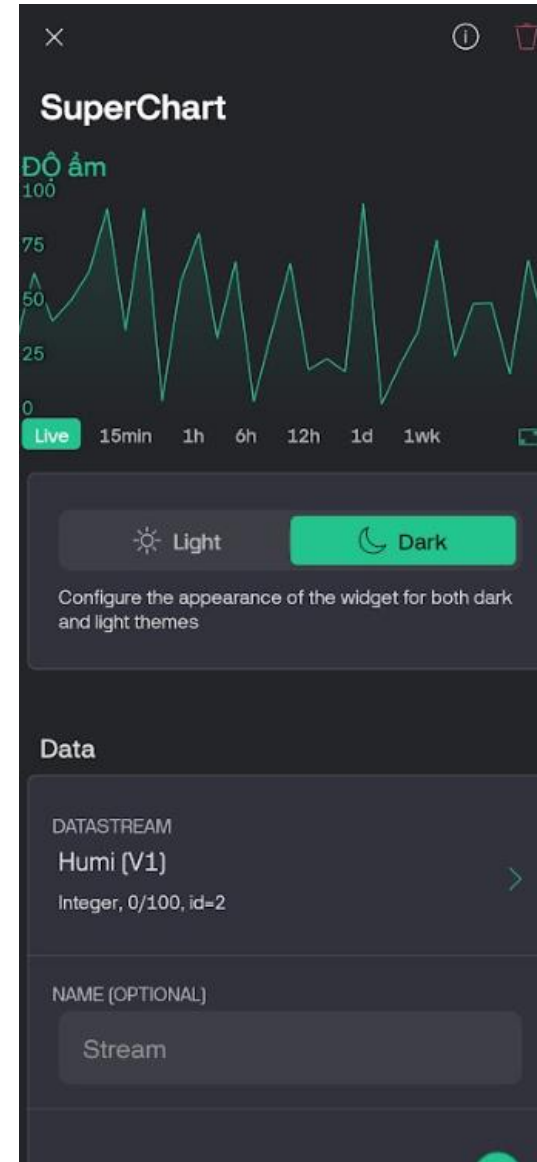 SuperChart
ĐỘ ẩm
100
75
50
25
0
Live 15min 1h 6h 12h 1d 1wk
Light Dark
Configure the appearance of the widget for both dark
and light themes
Data
DATASTREAM
Humi (V1)
Integer, 0/100, id=2
NAME (OPTIONAL)
Stream